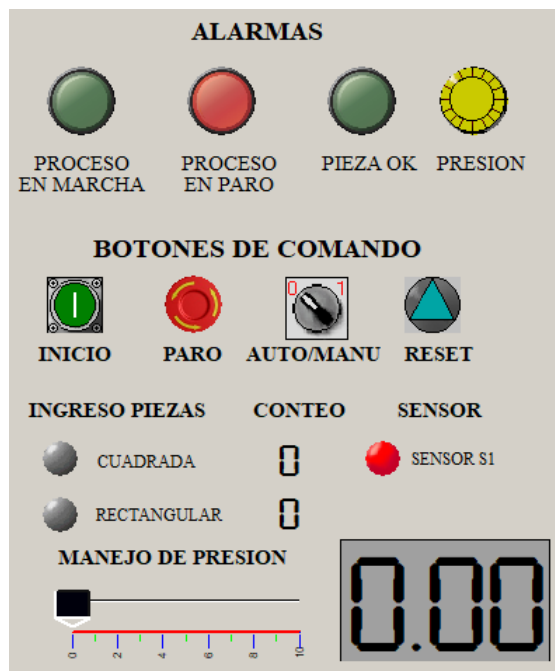 ALARMAS
PROCESO
EN MARCHA
PROCESO
EN PARO
PIEZA OK
PRESION
BOTONES DE COMANDO
I
0 1
INICIO
PARO
AUTO/MANU
RESET
INGRESO PIEZAS
CONTEO
SENSOR
CUADRADA
0
SENSOR S1
RECTANGULAR
0
MANEJO DE PRESION
0 2 4 6 8 10
0.00